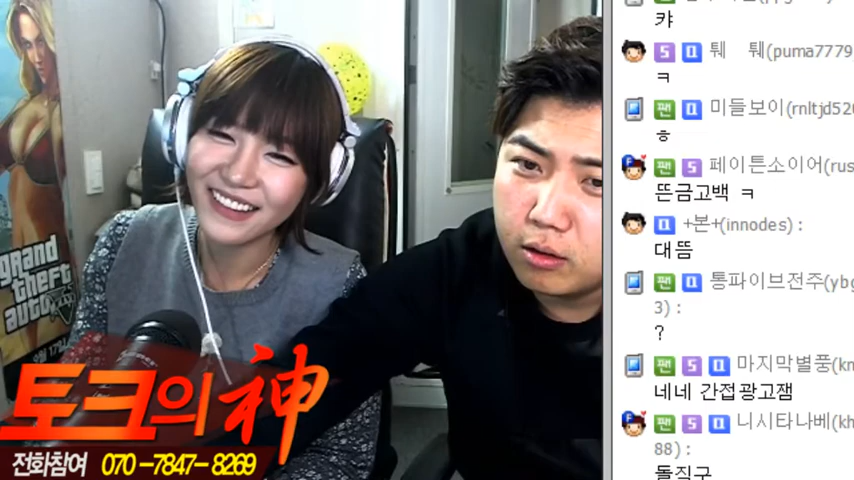 grand
theft
auto
토크의 神
전화참여 070-7847-8269
캬
퉤 퉤(puma7779
ㅋ
미들보이(rnltjd520
ㅎ
페이튼소이어(rus
뜬금고백 ㅋ
+본+(innodes) :
대뜸
통파이브전주(ybg
3) :
?
마지막별풍(kn
네네 간접광고잼
니시타나베(kh
88) :
돌직구